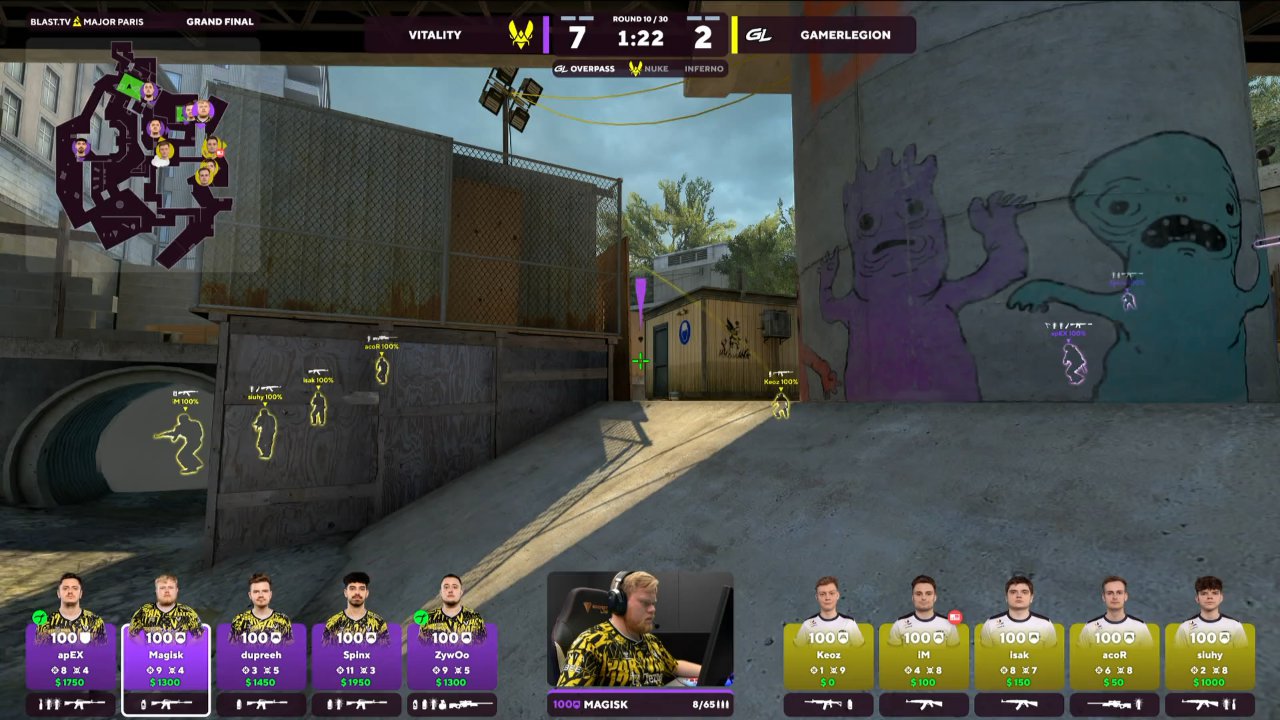 BLAST.TV MAJOR PARIS
GRAND FINAL
VITALITY
7
ROUND 10 / 30
1:22
2
GL
GAMERLEGION
GL OVERPASS
NUKE
INFERNO
acoR 100%
isak 100%
siuhy 100%
iM 100%
Keoz 100%
apEX 100%
100
apEX
8 4
$1750
100
Magisk
9 4
$1300
100
dupreeh
3 5
$1450
100
Spinx
11 3
$1950
100
ZywOo
9 5
$1300
100 MAGISK
8/65
100
Keoz
1 9
$0
100
iM
4 8
$100
100
isak
8 7
$150
100
acoR
6 8
$50
100
siuhy
2 8
$1000